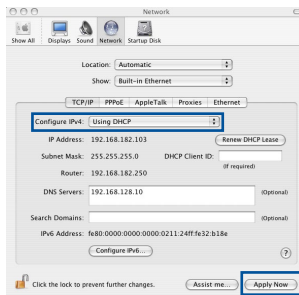 Network
Show All Displays Sound Network Startup Disk
Location: Automatic
Show: Built-in Ethernet
TCP/IP PPPoE AppleTalk Proxies Ethernet
Configure IPv4: Using DHCP
IP Address: 192.168.182.103 Renew DHCP Lease
Subnet Mask: 255.255.255.0 DHCP Client ID:
(If required)
Router: 192.168.182.250
DNS Servers: 192.168.128.10 (Optional)
Search Domains: (Optional)
IPv6 Address: fe80:0000:0000:0000:0211:24ff:fe32:b18e
Configure IPv6... ?
Click the lock to prevent further changes. Assist me... Apply Now